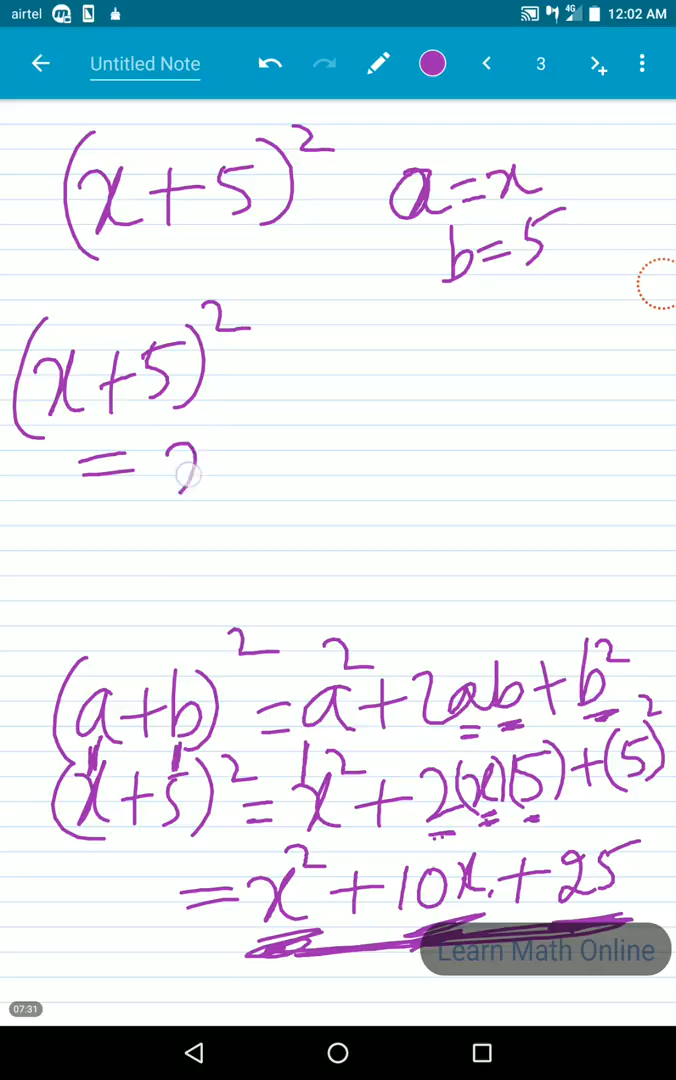 airtel 4G 12:02 AM
Untitled Note 3
(x+5)²
a=x
b=5
(x+5)²
=
(a+b)²=a²+2ab+b²
(x+5)²=x²+2(x)(5)+(5)²
=x²+10x+25
Learn Math Online
07:31